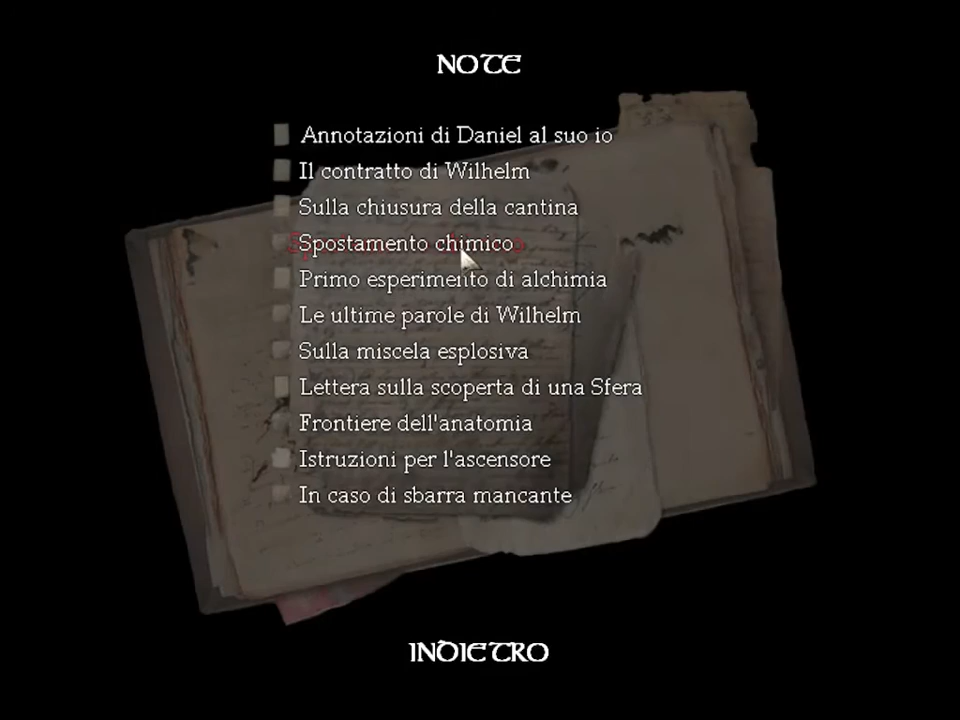 NOTE
Annotazioni di Daniel al suo io
Il contratto di Wilhelm
Sulla chiusura della cantina
Spostamento chimico
Primo esperimento di alchimia
Le ultime parole di Wilhelm
Sulla miscela esplosiva
Lettera sulla scoperta di una Sfera
Frontiere dell'anatomia
Istruzioni per l'ascensore
In caso di sbarra mancante
INDIETRO